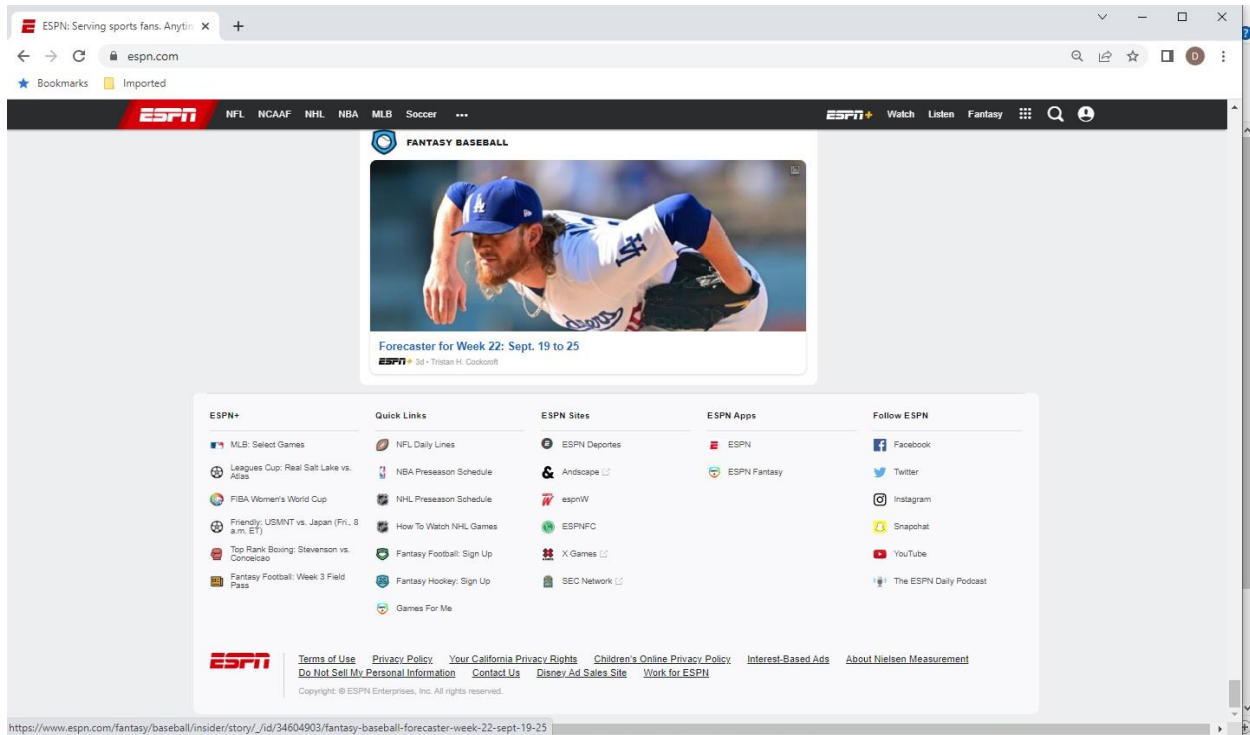 ESPN: Serving sports fans. Anytin
espn.com
D
Bookmarks Imported
ESPN NFL NCAAF NHL NBA MLB Soccer ••• ESPN+ Watch Listen Fantasy
FANTASY BASEBALL
LA
Dodgers
Forecaster for Week 22: Sept. 19 to 25
ESPN+ 3d • Tristan H. Cockcroft
ESPN+
MLB: Select Games
Leagues Cup: Real Salt Lake vs.
Atlas
FIBA Women's World Cup
Friendly: USMNT vs. Japan (Fri., 8
a.m. ET)
Top Rank Boxing: Stevenson vs.
Conceicao
Fantasy Football: Week 3 Field
Pass
Quick Links
NFL Daily Lines
NBA Preseason Schedule
NHL Preseason Schedule
How To Watch NHL Games
Fantasy Football: Sign Up
Fantasy Hockey: Sign Up
Games For Me
ESPN Sites
ESPN Deportes
& Andscape
espnW
ESPNFC
X Games
SEC Network
ESPN Apps
ESPN
ESPN Fantasy
Follow ESPN
Facebook
Twitter
Instagram
Snapchat
YouTube
The ESPN Daily Podcast
ESPN
Terms of Use Privacy Policy Your California Privacy Rights Children's Online Privacy Policy Interest-Based Ads About Nielsen Measurement
Do Not Sell My Personal Information Contact Us Disney Ad Sales Site Work for ESPN
Copyright: © ESPN Enterprises, Inc. All rights reserved.
https://www.espn.com/fantasy/baseball/insider/story/_/id/34604903/fantasy-baseball-forecaster-week-22-sept-19-25